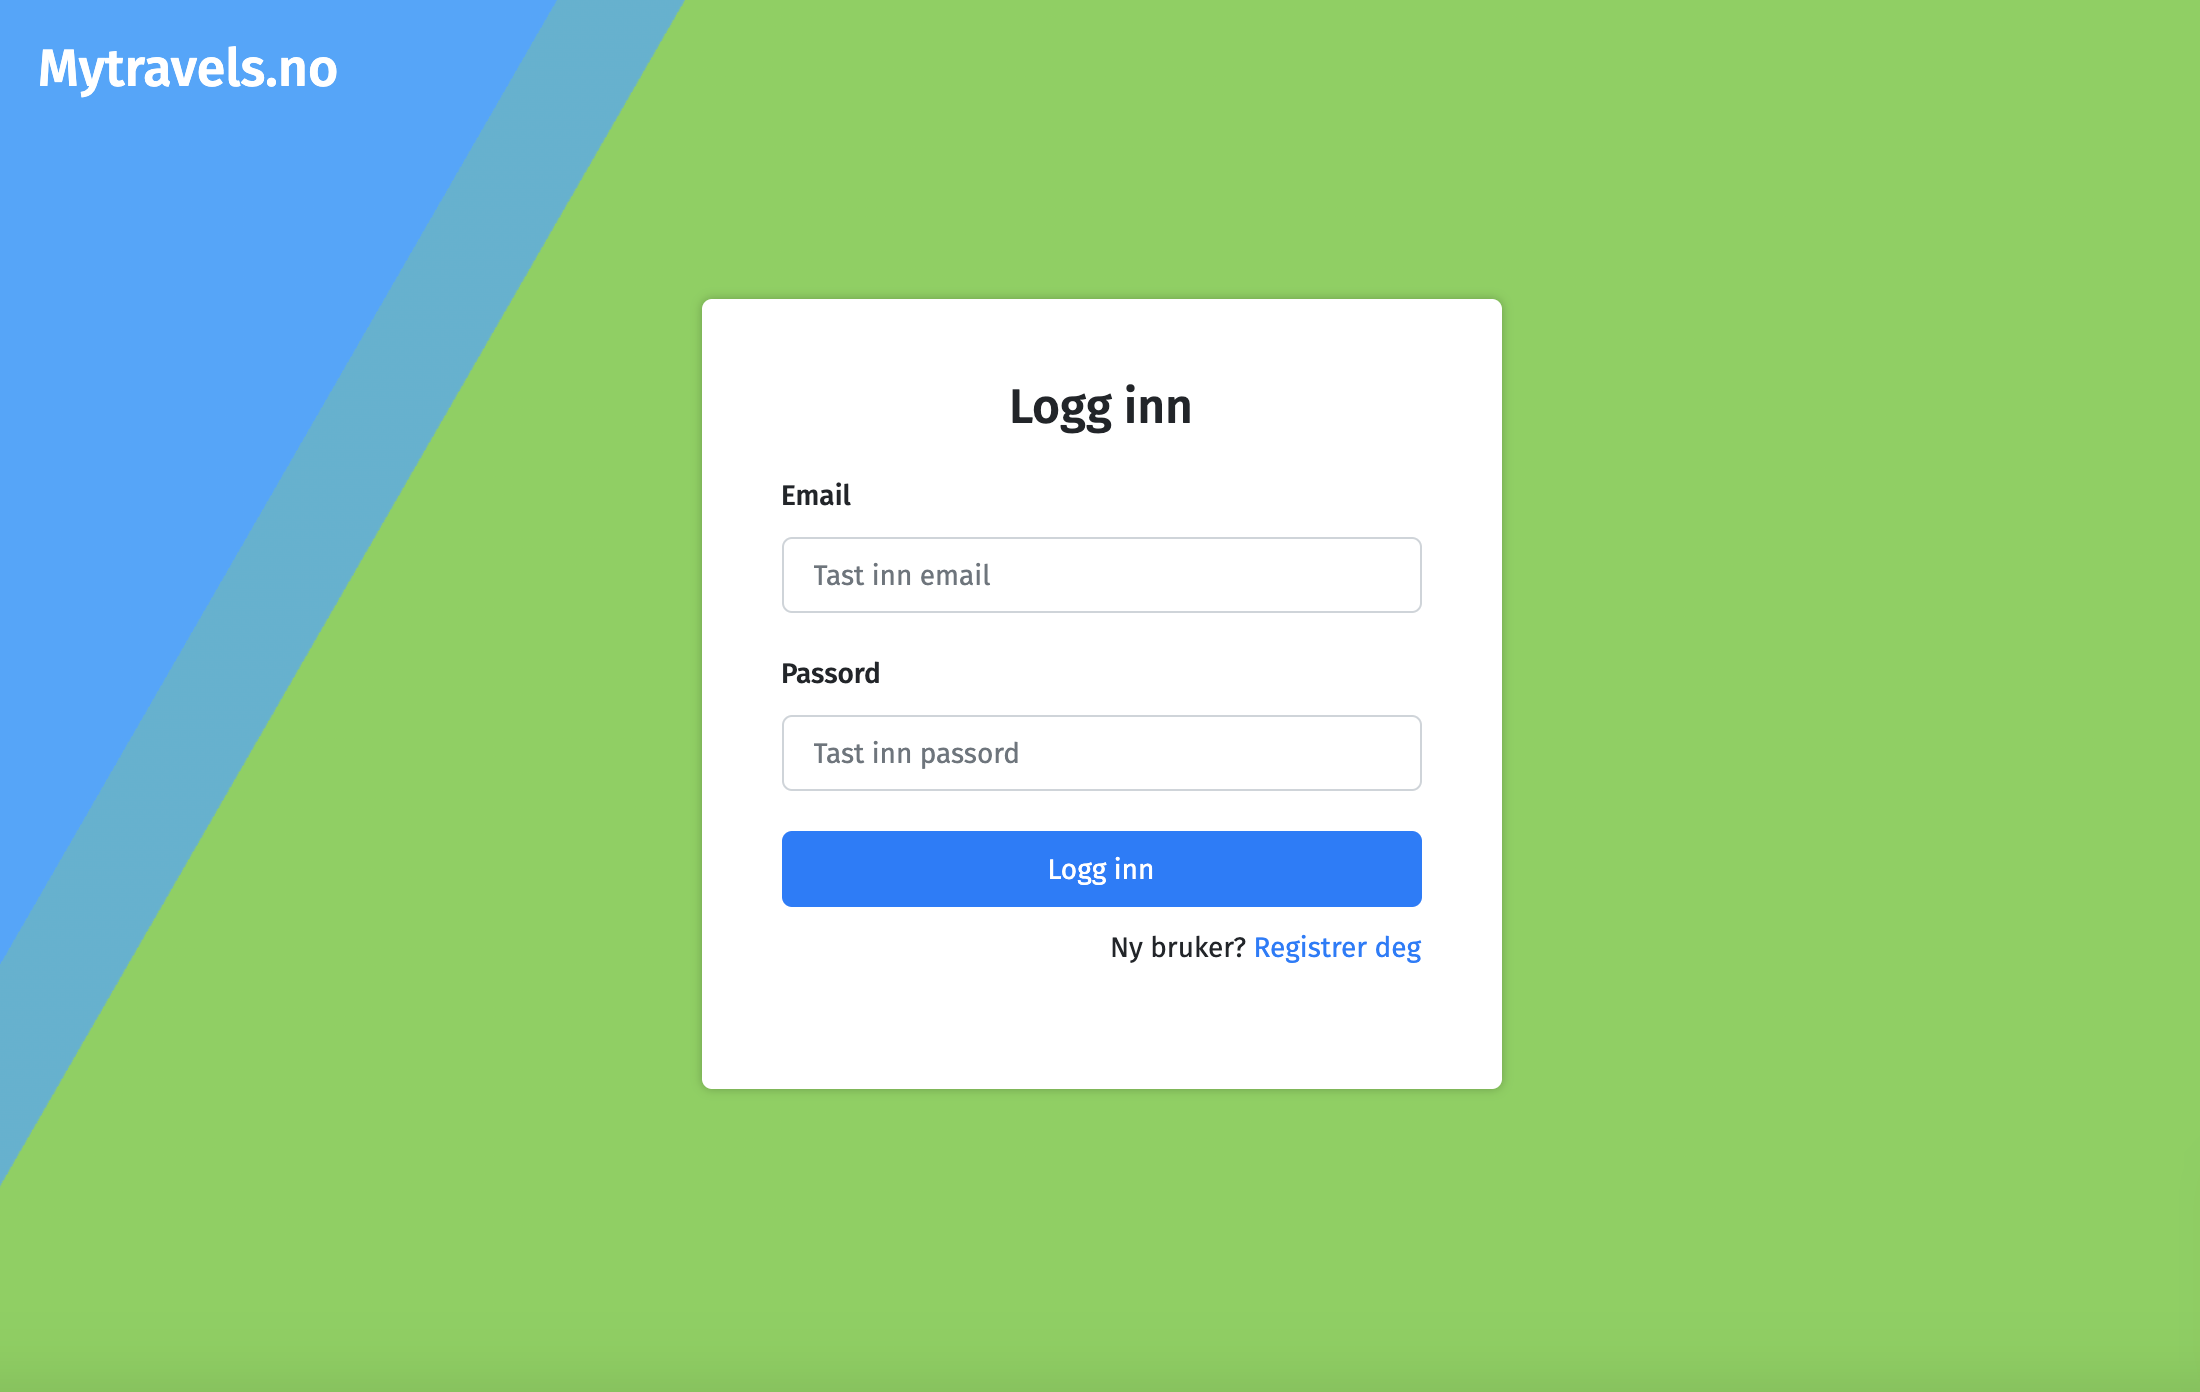 Mytravels.no
Logg inn
Email
Tast inn email
Passord
Tast inn passord
Logg inn
Ny bruker? Registrer deg